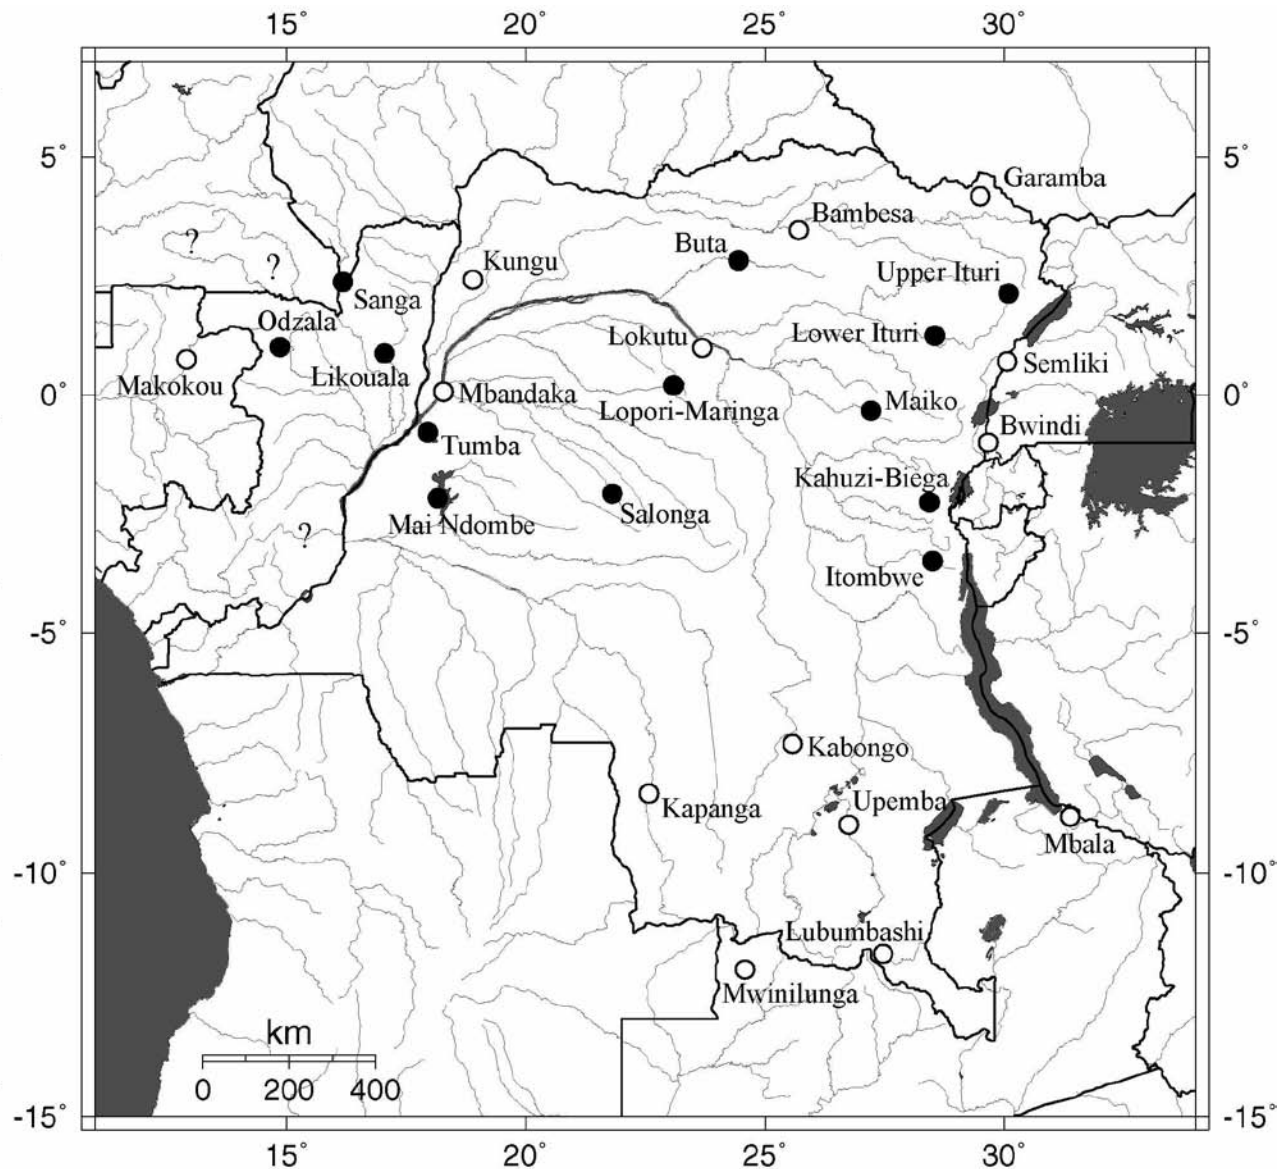 15° 20° 25° 30°
5° 5°
Garamba
Bambesa
Buta
Kungu
Upper Ituri
? ?
Sanga
Odzala
Lokutu
Lower Ituri
Semliki
Makokou
Likouala
0° 0°
Mbandaka
Lopori-Maringa
Maiko
Bwindi
Tumba
Kahuzi-Biega
Mai Ndombe
Salonga
?
Itombwe
-5° -5°
Kabongo
Kapanga
Upemba
Mbala
-10° -10°
Lubumbashi
Mwinilunga
km
0 200 400
-15° -15°
15° 20° 25° 30°